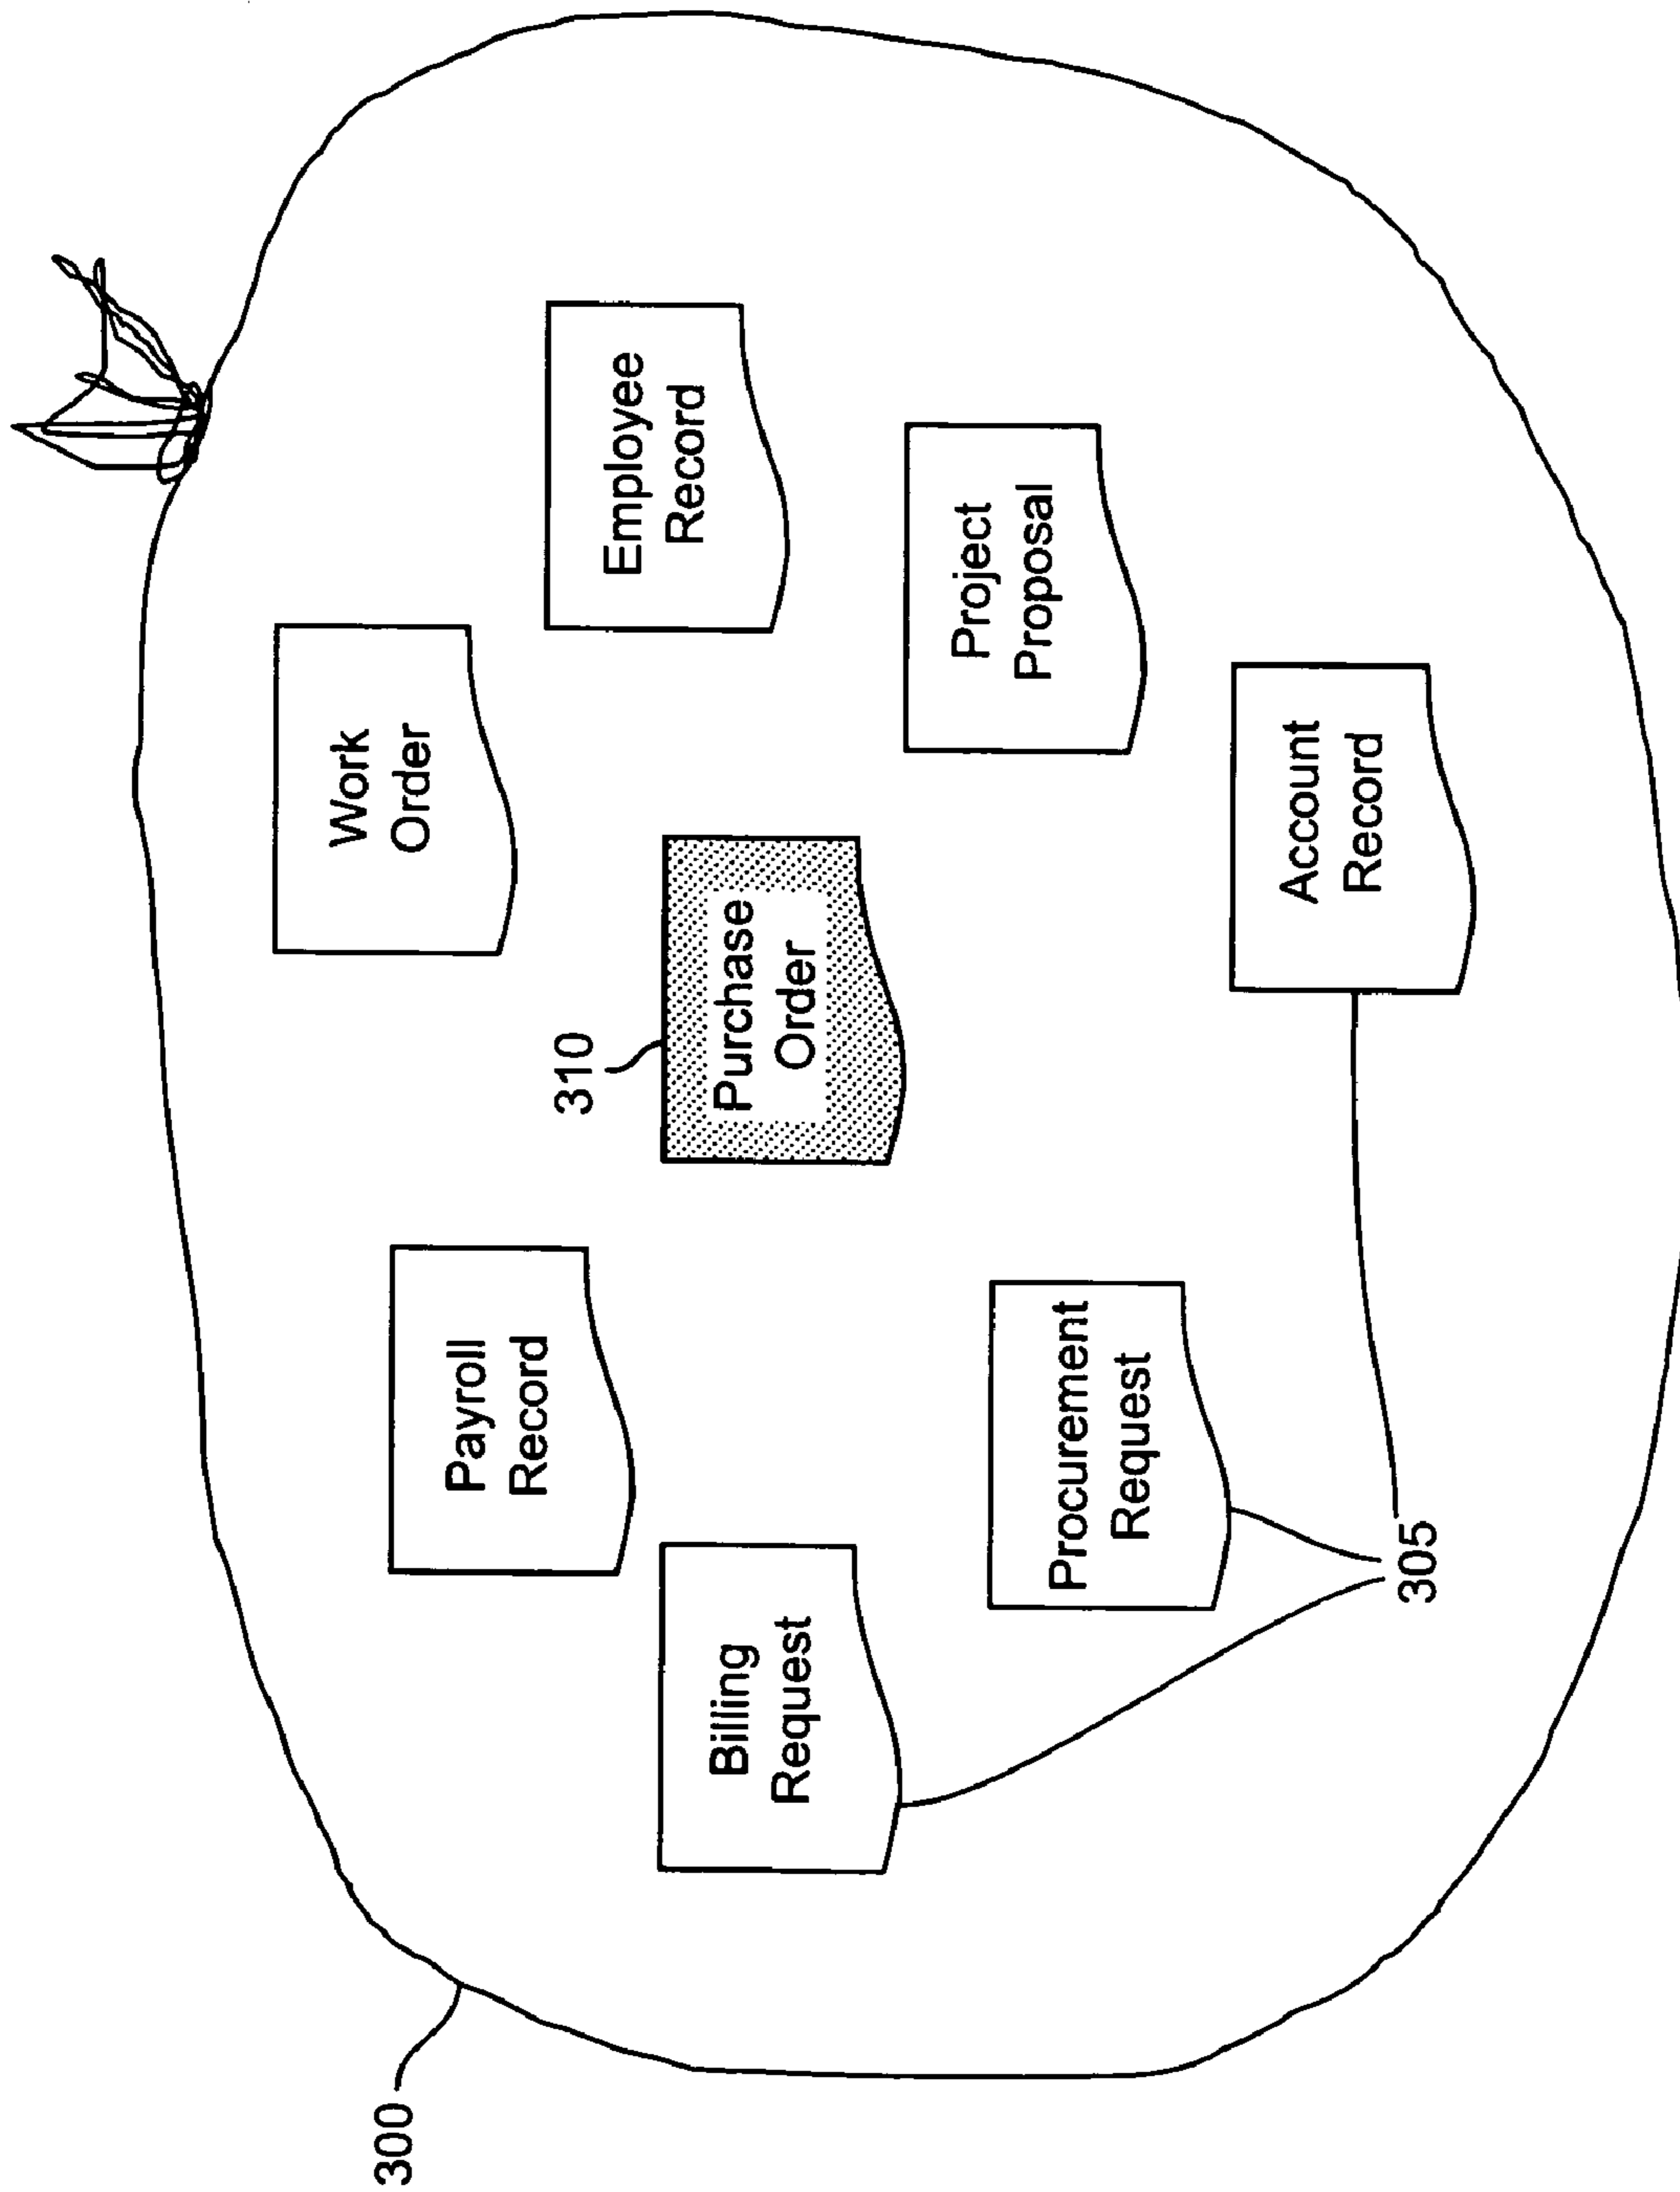 300
Work
Order
Payroll
Record
310
Employee
Record
Billing
Request
Purchase
Order
Project
Proposal
Procurement
Request
Account
Record
305